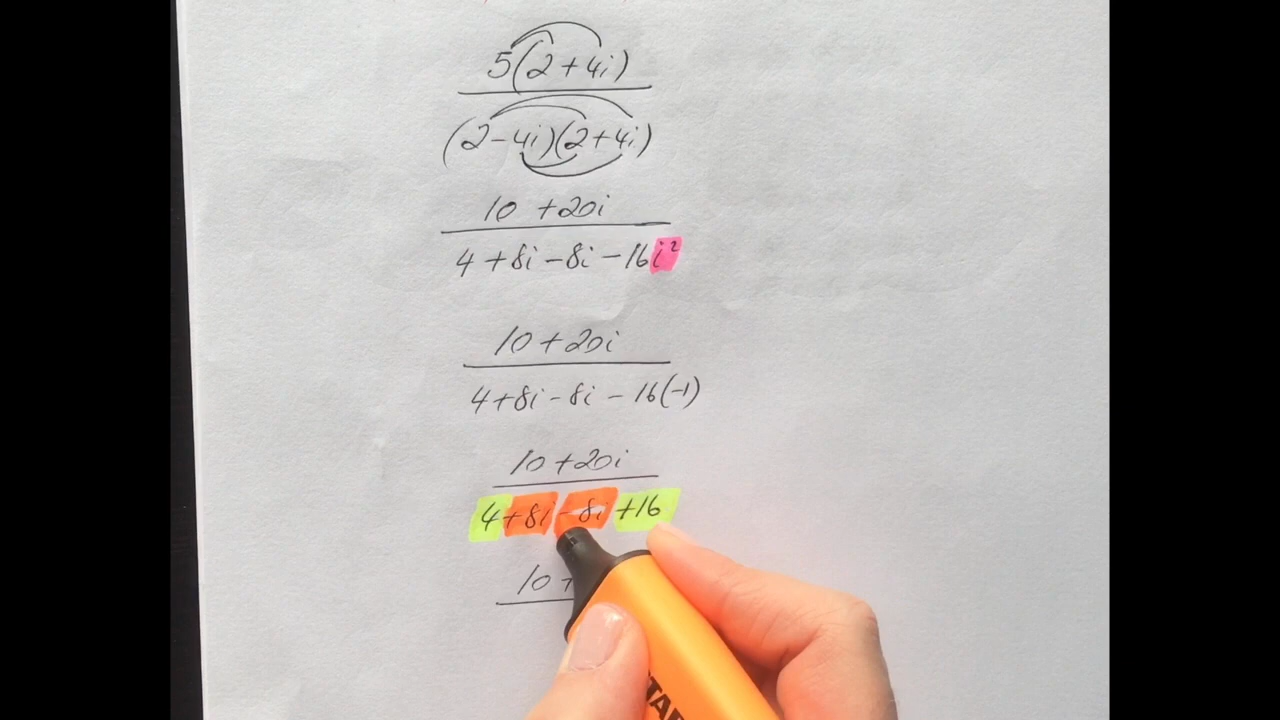 5(2+4i)
(2-4i)(2+4i)
10 +20i
4 +8i -8i -16i²
10+20i
4+8i-8i -16(-1)
10+20i
4+8i-8i+16
10+